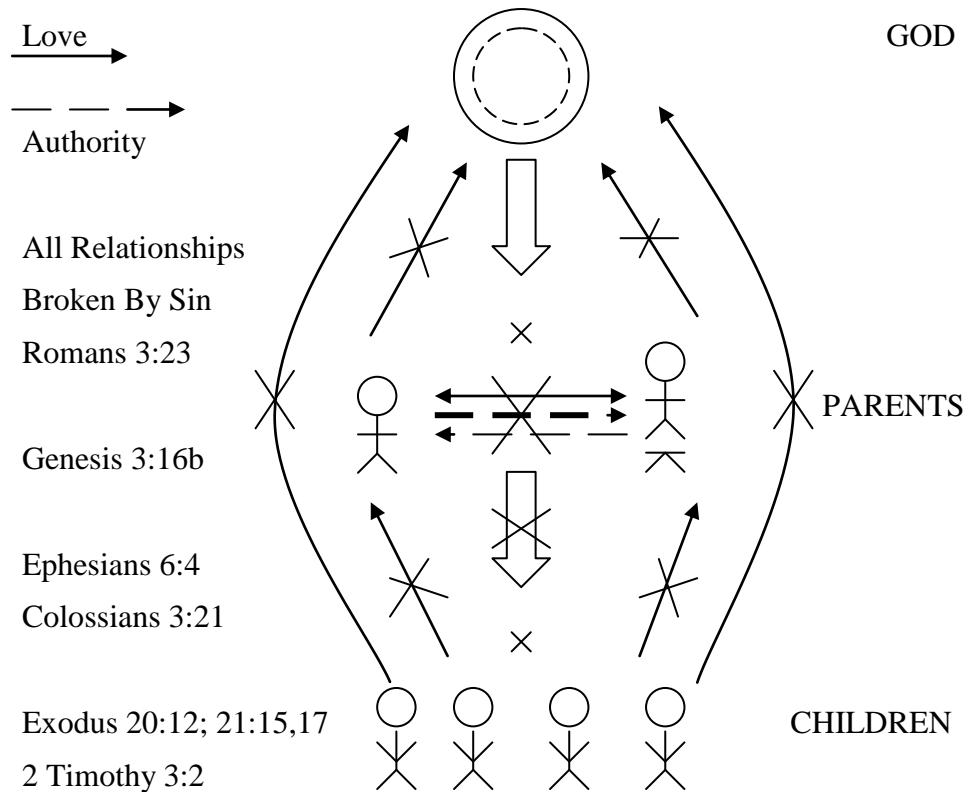 Love
GOD
Authority
All Relationships
Broken By Sin
Romans 3:23
PARENTS
Genesis 3:16b
Ephesians 6:4
Colossians 3:21
Exodus 20:12; 21:15,17
CHILDREN
2 Timothy 3:2